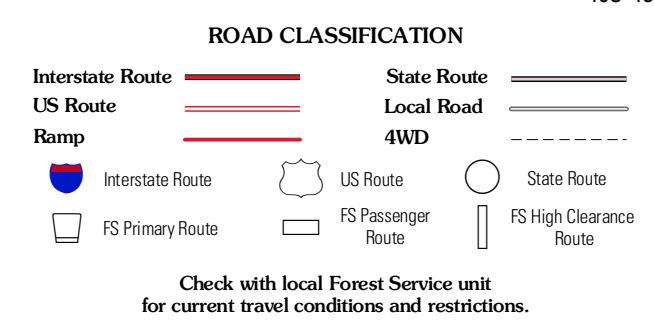 ROAD CLASSIFICATION
Interstate Route
State Route
US Route
Local Road
Ramp
4WD
Interstate Route
US Route
State Route
FS Primary Route
FS Passenger
Route
FS High Clearance
Route
Check with local Forest Service unit
for current travel conditions and restrictions.